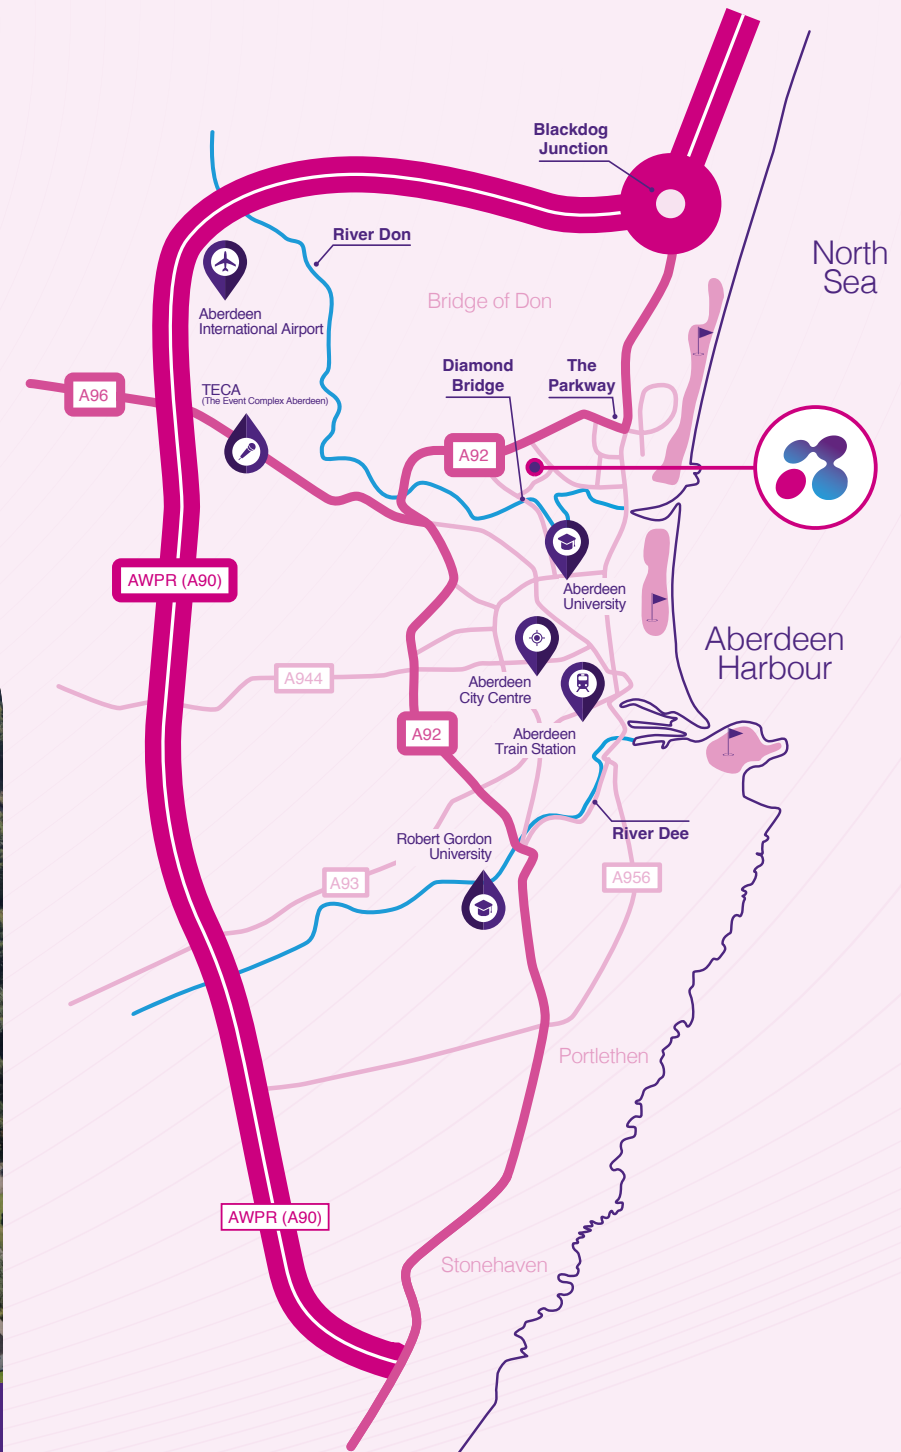 Blackdog
Junction
North
Sea
River Don
Aberdeen
International Airport
Bridge of Don
Diamond
Bridge
The
Parkway
A96
TECA
(The Event Complex Aberdeen)
A92
AWPR (A90)
Aberdeen
University
Aberdeen
Harbour
A944
Aberdeen
City Centre
A92
Aberdeen
Train Station
River Dee
Robert Gordon
University
A93
A956
Portlethen
AWPR (A90)
Stonehaven